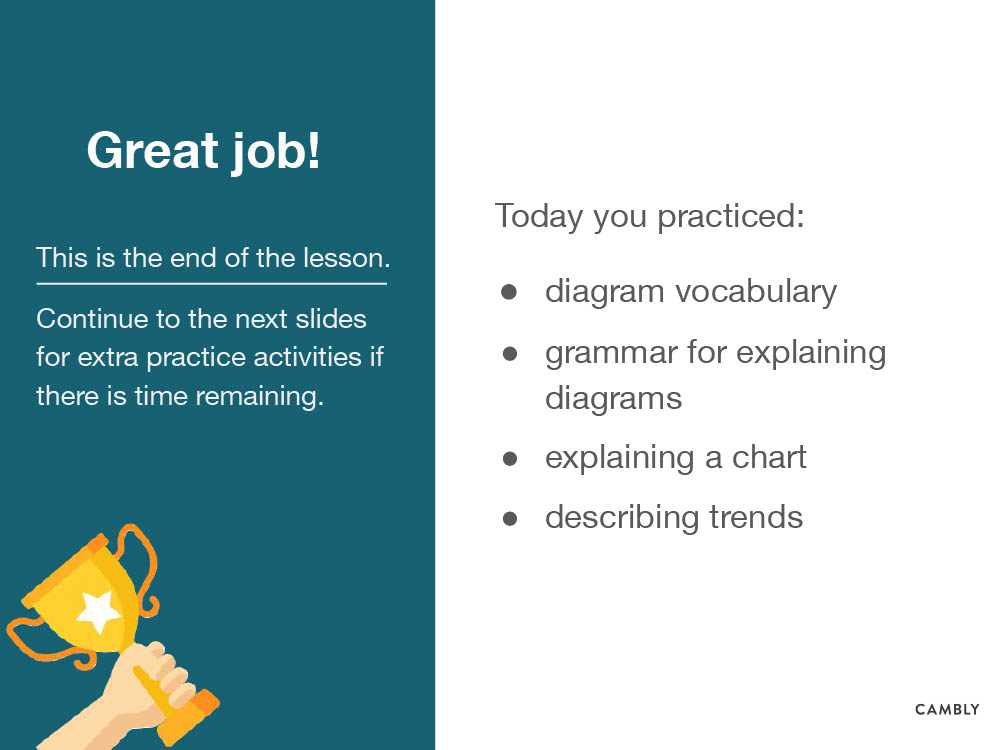 Great job!
This is the end of the lesson.
Continue to the next slides
for extra practice activities if
there is time remaining.
Today you practiced:
● diagram vocabulary
● grammar for explaining
diagrams
● explaining a chart
● describing trends
CAMBLY